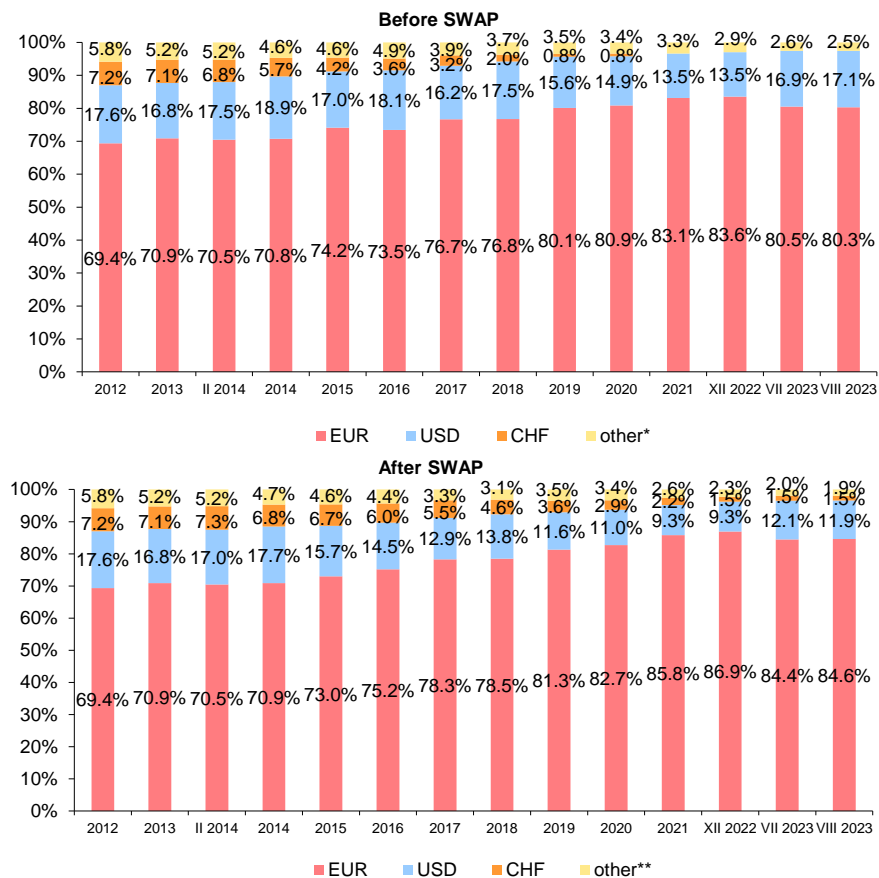 Before SWAP
100%
90%
80%
70%
60%
50%
40%
30%
20%
10%
0%
5.8% 5.2% 5.2% 4.6% 4.6% 4.9% 3.9% 3.7% 3.5% 3.4% 3.3% 2.9% 2.6% 2.5%
7.2% 7.1% 6.8% 5.7% 4.2% 3.6% 3.2% 2.0% 0.8% 0.8%
17.6% 16.8% 17.5% 18.9% 17.0% 18.1% 16.2% 17.5% 15.6% 14.9% 13.5% 13.5% 16.9% 17.1%
69.4% 70.9% 70.5% 70.8% 74.2% 73.5% 76.7% 76.8% 80.1% 80.9% 83.1% 83.6% 80.5% 80.3%
2012 2013 II 2014 2014 2015 2016 2017 2018 2019 2020 2021 XII 2022 VII 2023 VIII 2023
EUR USD CHF other*
After SWAP
100%
90%
80%
70%
60%
50%
40%
30%
20%
10%
0%
5.8% 5.2% 5.2% 4.7% 4.6% 4.4% 3.3% 3.1% 3.5% 3.4% 2.6% 2.3% 2.0% 1.9%
7.2% 7.1% 7.3% 6.8% 6.7% 6.0% 5.5% 4.6% 3.6% 2.9% 2.2% 1.5% 1.5% 1.5%
17.6% 16.8% 17.0% 17.7% 15.7% 14.5% 12.9% 13.8% 11.6% 11.0% 9.3% 9.3% 12.1% 11.9%
69.4% 70.9% 70.5% 70.9% 73.0% 75.2% 78.3% 78.5% 81.3% 82.7% 85.8% 86.9% 84.4% 84.6%
2012 2013 II 2014 2014 2015 2016 2017 2018 2019 2020 2021 XII 2022 VII 2023 VIII 2023
EUR USD CHF other**